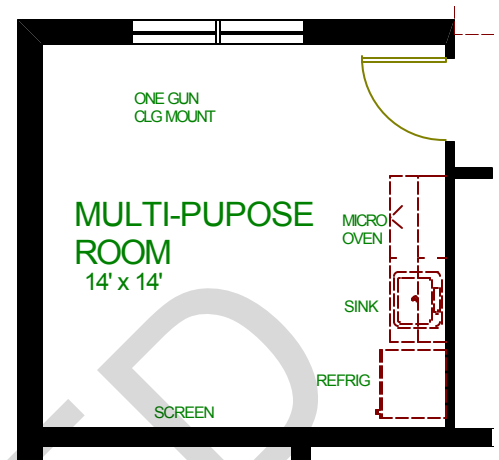 ONE GUN
CLG MOUNT
MULTI-PUPOSE
ROOM
14' x 14'
MICRO
OVEN
SINK
REFRIG
SCREEN